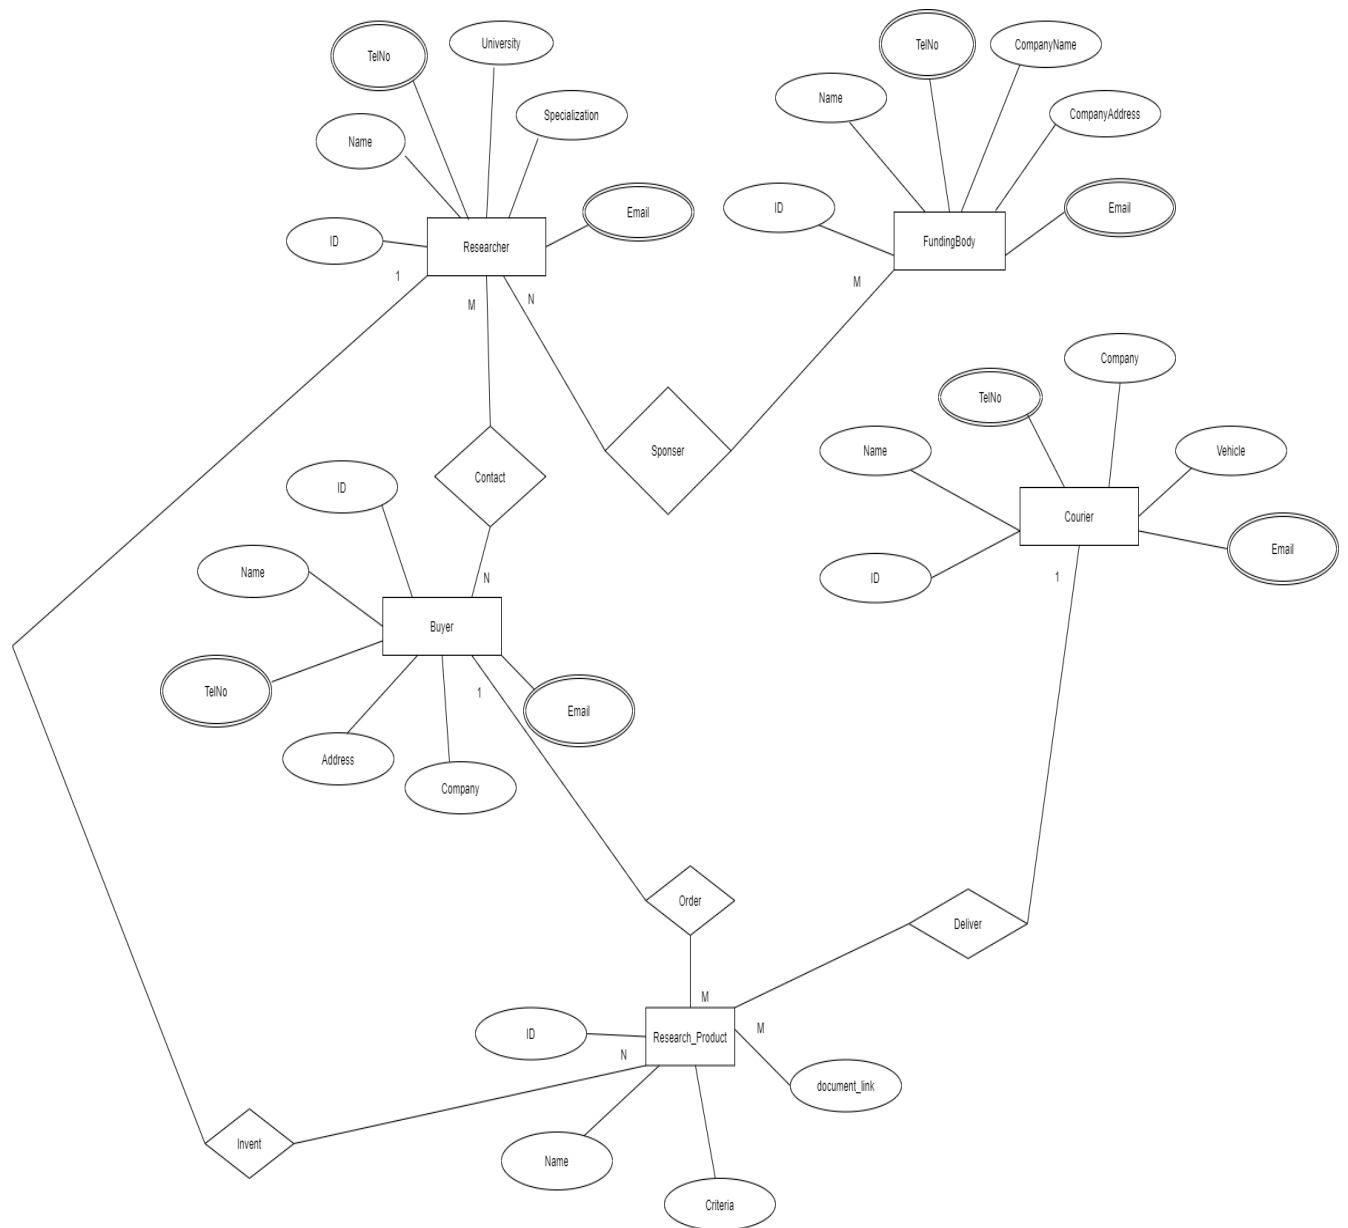 TelNo
University
Specialization
Name
ID
Email
Researcher
1
M
N
TelNo
CompanyName
Name
CompanyAddress
ID
Email
FundingBody
M
Sponser
Contact
Company
TelNo
Name
Vehicle
Courier
Email
ID
1
ID
Name
N
Buyer
TelNo
1
Email
Address
Company
Order
Deliver
M
ID
Research_Product
M
N
document_link
Invent
Name
Criteria